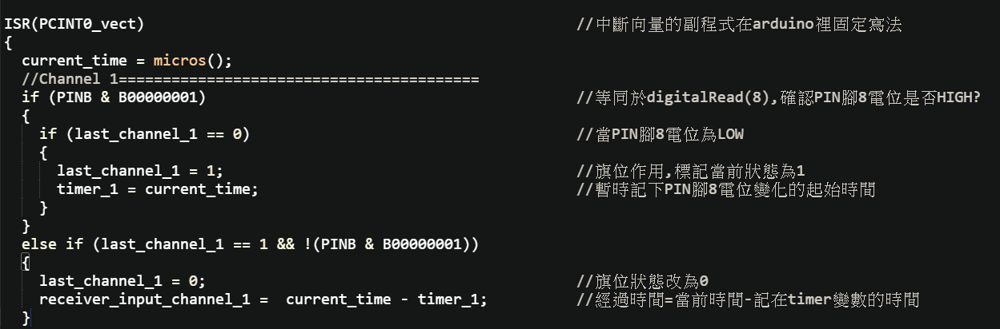 ISR(PCINT0_vect) //中斷向量的副程式在arduino裡固定寫法
{
current_time = micros();
//Channel 1=========================================
if (PINB & B00000001) //等同於digitalRead(8),確認PIN腳8電位是否HIGH?
{
if (last_channel_1 == 0) //當PIN腳8電位為LOW
{
last_channel_1 = 1; //旗位作用,標記當前狀態為1
timer_1 = current_time; //暫時記下PIN腳8電位變化的起始時間
}
}
else if (last_channel_1 == 1 && !(PINB & B00000001))
{
last_channel_1 = 0; //旗位狀態改為0
receiver_input_channel_1 =  current_time - timer_1; //經過時間=當前時間-記在timer變數的時間
}